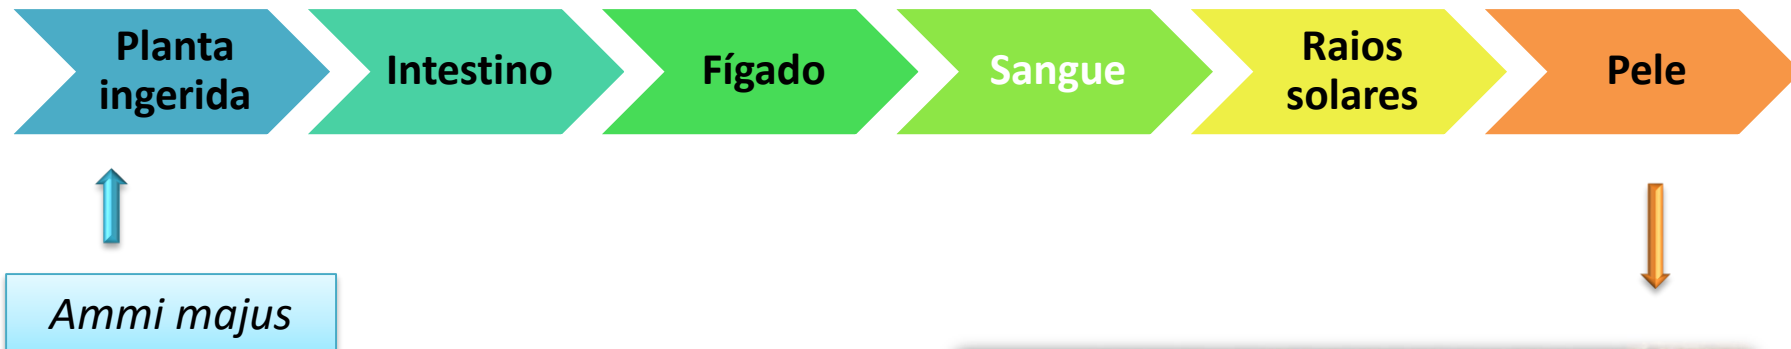 Planta
ingerida
Intestino
Fígado
Sangue
Raios
solares
Pele
Ammi majus